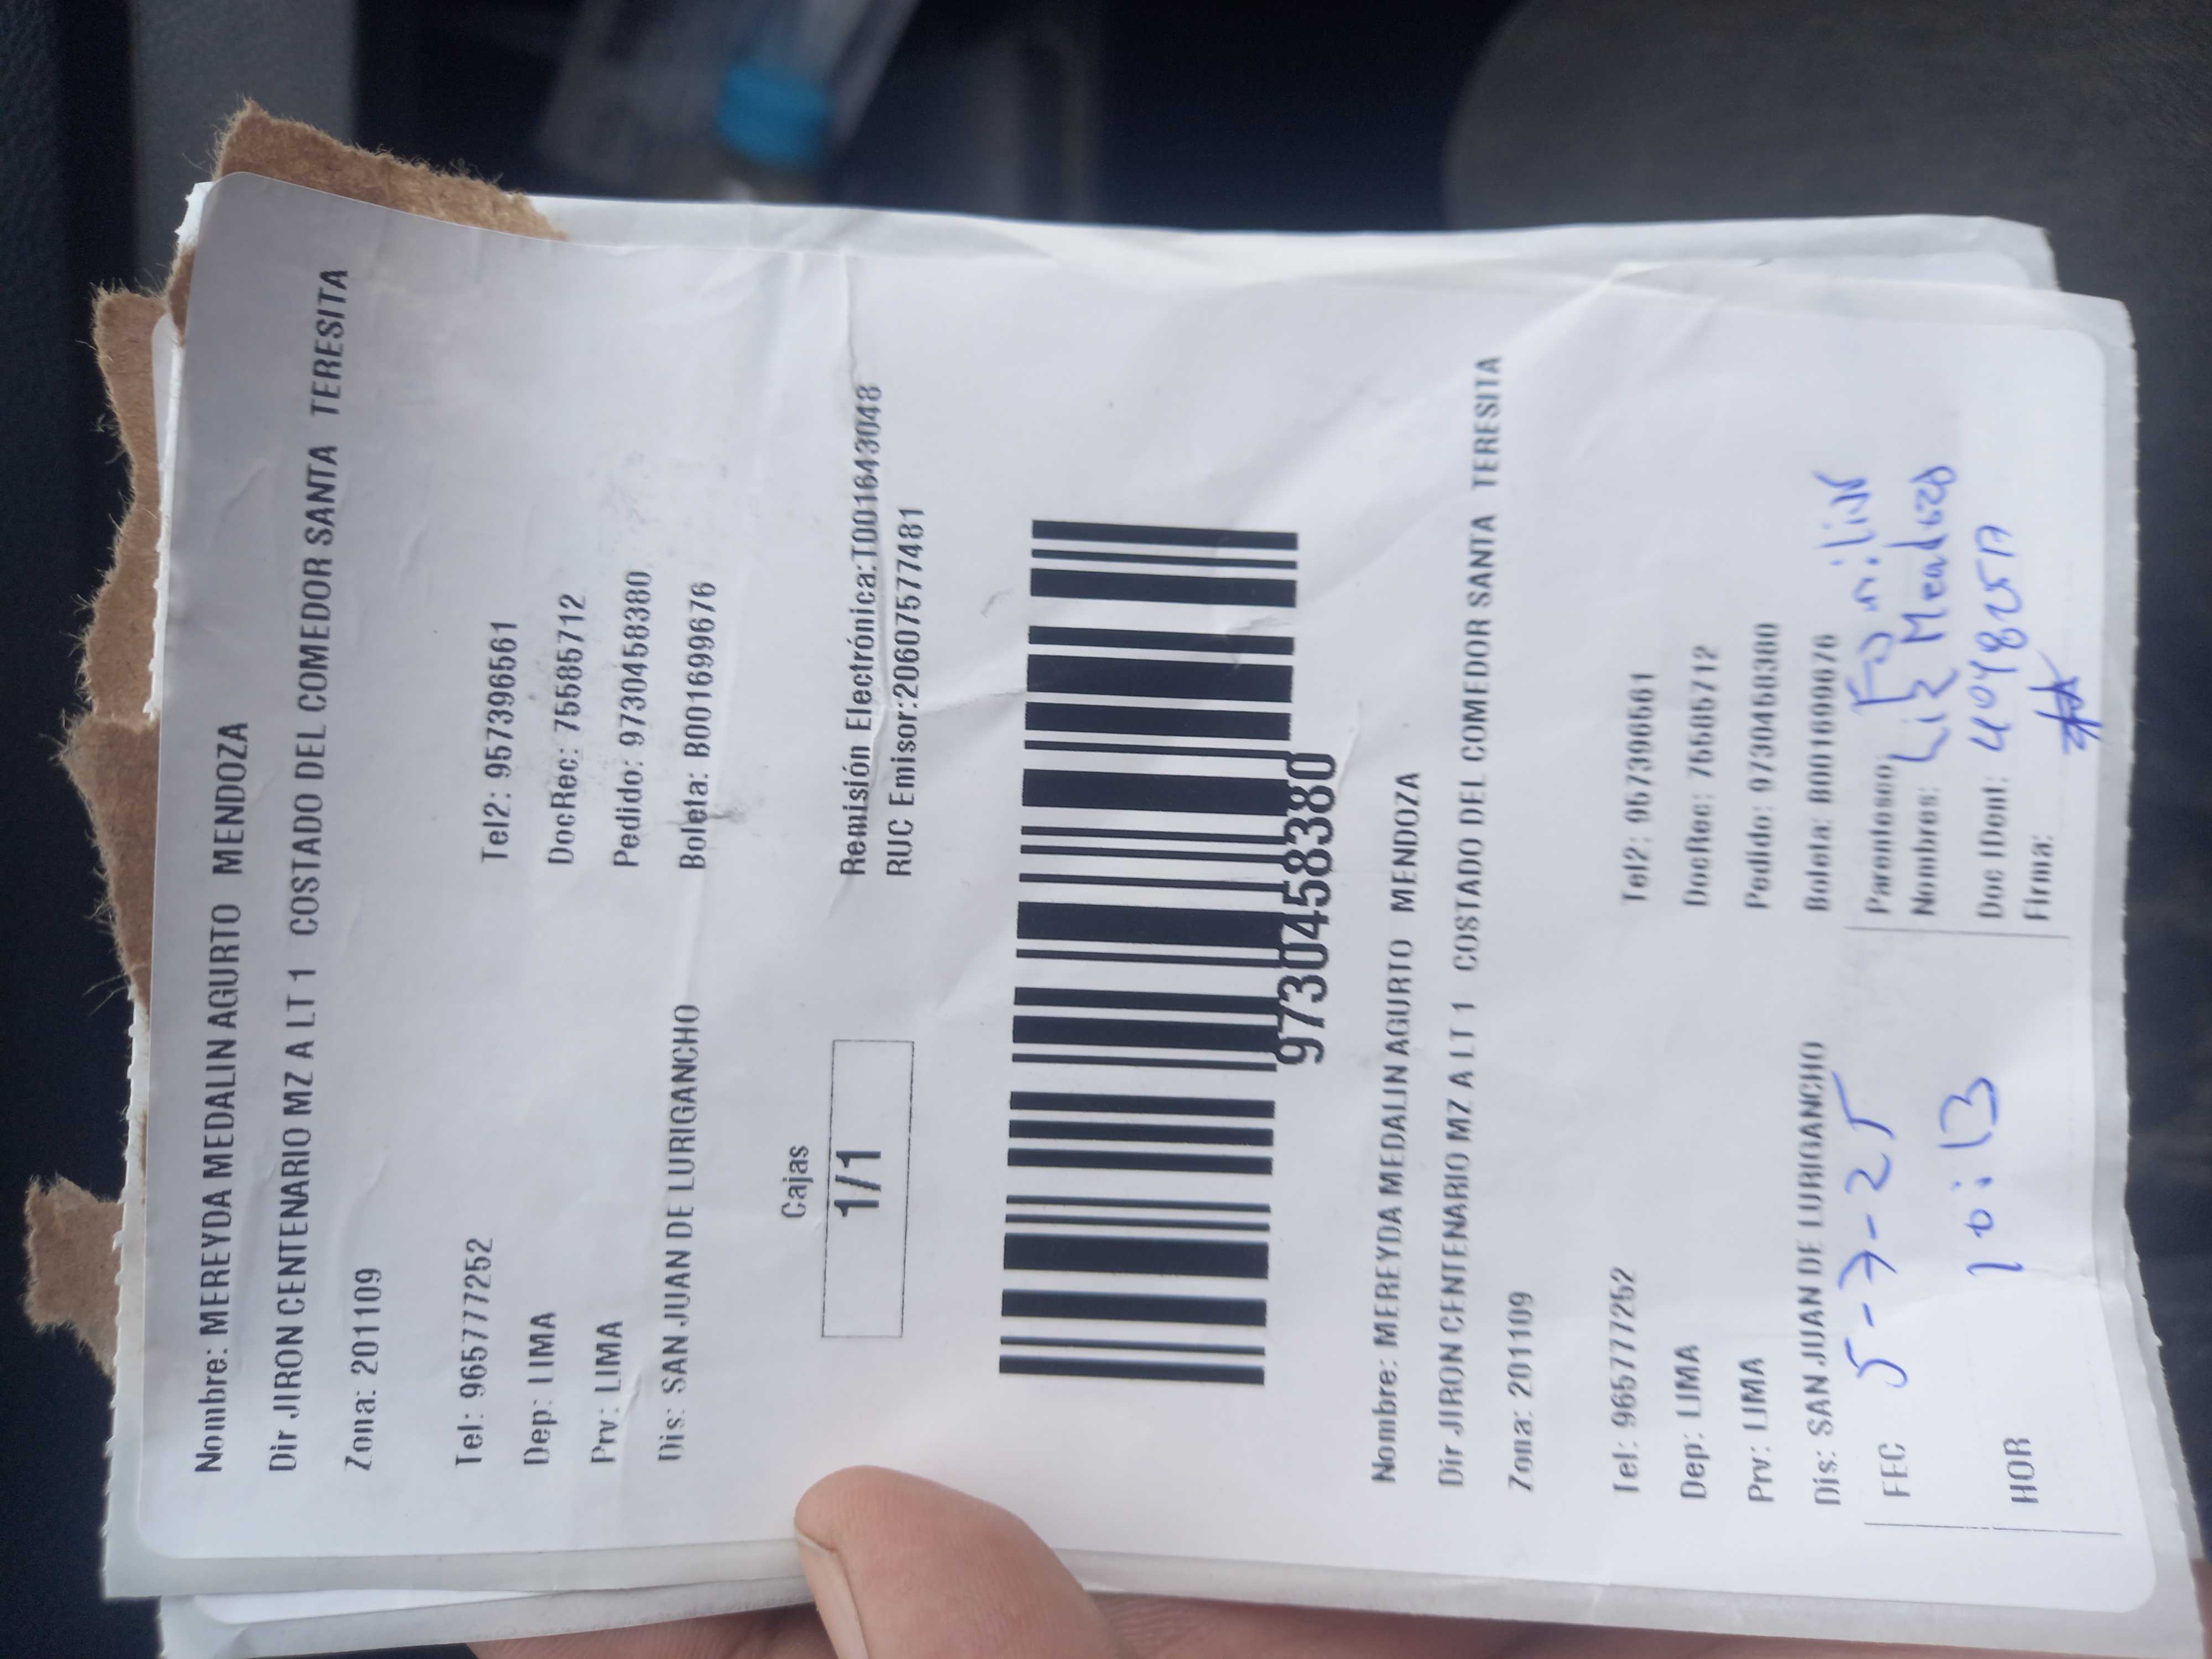 Nombre: MEREYDA MEDALIN AGURTO MENDOZA
Dir JIRON CENTENARIO MZ A LT 1 COSTADO DEL COMEDOR SANTA TERESITA
Zona: 201109
Tel: 96577252 Tel2: 957396561
Dep: LIMA DocRec: 75585712
Prv: LIMA Pedido: 9730458380
Dis: SAN JUAN DE LURIGANCHO Boleta: B001699676
Cajas
1/1
Remisión Electrónica:T001643048
RUC Emisor:20607577481
9730458380
Nombre: MEREYDA MEDALIN AGURTO MENDOZA
Dir JIRON CENTENARIO MZ A LT 1 COSTADO DEL COMEDOR SANTA TERESITA
Zona: 201109
Tel: 96577252 Tel2: 957396561
Dep: LIMA DocRec: 75585712
Prv: LIMA Pedido: 9730458380
Dis: SAN JUAN DE LURIGANCHO Boleta: B001699676
FEC 5-7-25 Parentesco: Familiar
Nombres: Liz Mendoza
HOR 10:13 Doc IDent:
Firma: